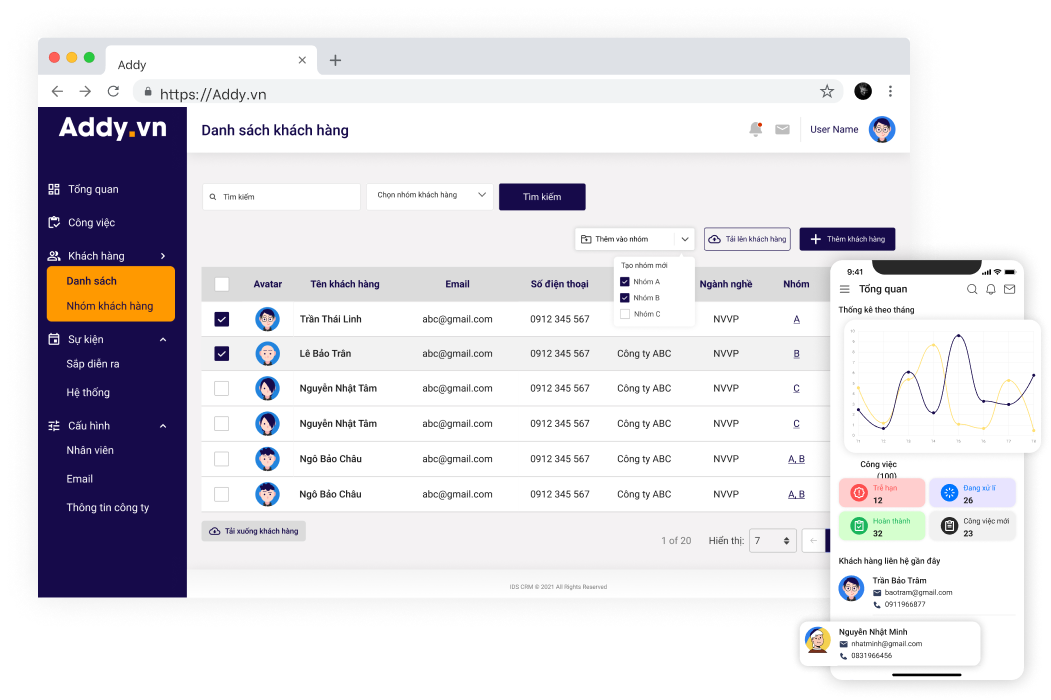 Addy
https://Addy.vn
Addy.vn
Danh sách khách hàng
User Name
Tổng quan
Công việc
Khách hàng
Danh sách
Nhóm khách hàng
Sự kiện
Sắp diễn ra
Hệ thống
Cấu hình
Nhân viên
Email
Thông tin công ty
Tìm kiếm
Chọn nhóm khách hàng
Tìm kiếm
Thêm vào nhóm
Tải lên khách hàng
Thêm khách hàng
Tạo nhóm mới
Nhóm A
Nhóm B
Nhóm C
Avatar Tên khách hàng Email Số điện thoại Ngành nghề Nhóm
Trần Thái Linh abc@gmail.com 0912 345 567 NVVP A
Lê Bảo Trân abc@gmail.com 0912 345 567 Công ty ABC NVVP B
Nguyễn Nhật Tâm abc@gmail.com 0912 345 567 Công ty ABC NVVP C
Nguyễn Nhật Tâm abc@gmail.com 0912 345 567 Công ty ABC NVVP C
Ngô Bảo Châu abc@gmail.com 0912 345 567 Công ty ABC NVVP A, B
Ngô Bảo Châu abc@gmail.com 0912 345 567 Công ty ABC NVVP A, B
Tải xuống khách hàng
1 of 20 Hiển thị: 7
IDS CRM © 2021 All Rights Reserved
9:41
Tổng quan
Thống kê theo tháng
Công việc
(100)
Trễ hạn
12
Đang xử lí
26
Hoàn thành
32
Công việc mới
23
Khách hàng liên hệ gần đây
Trần Bảo Trâm
baotram@gmail.com
0911966877
Nguyễn Nhật Minh
nhatminh@gmail.com
0831966456